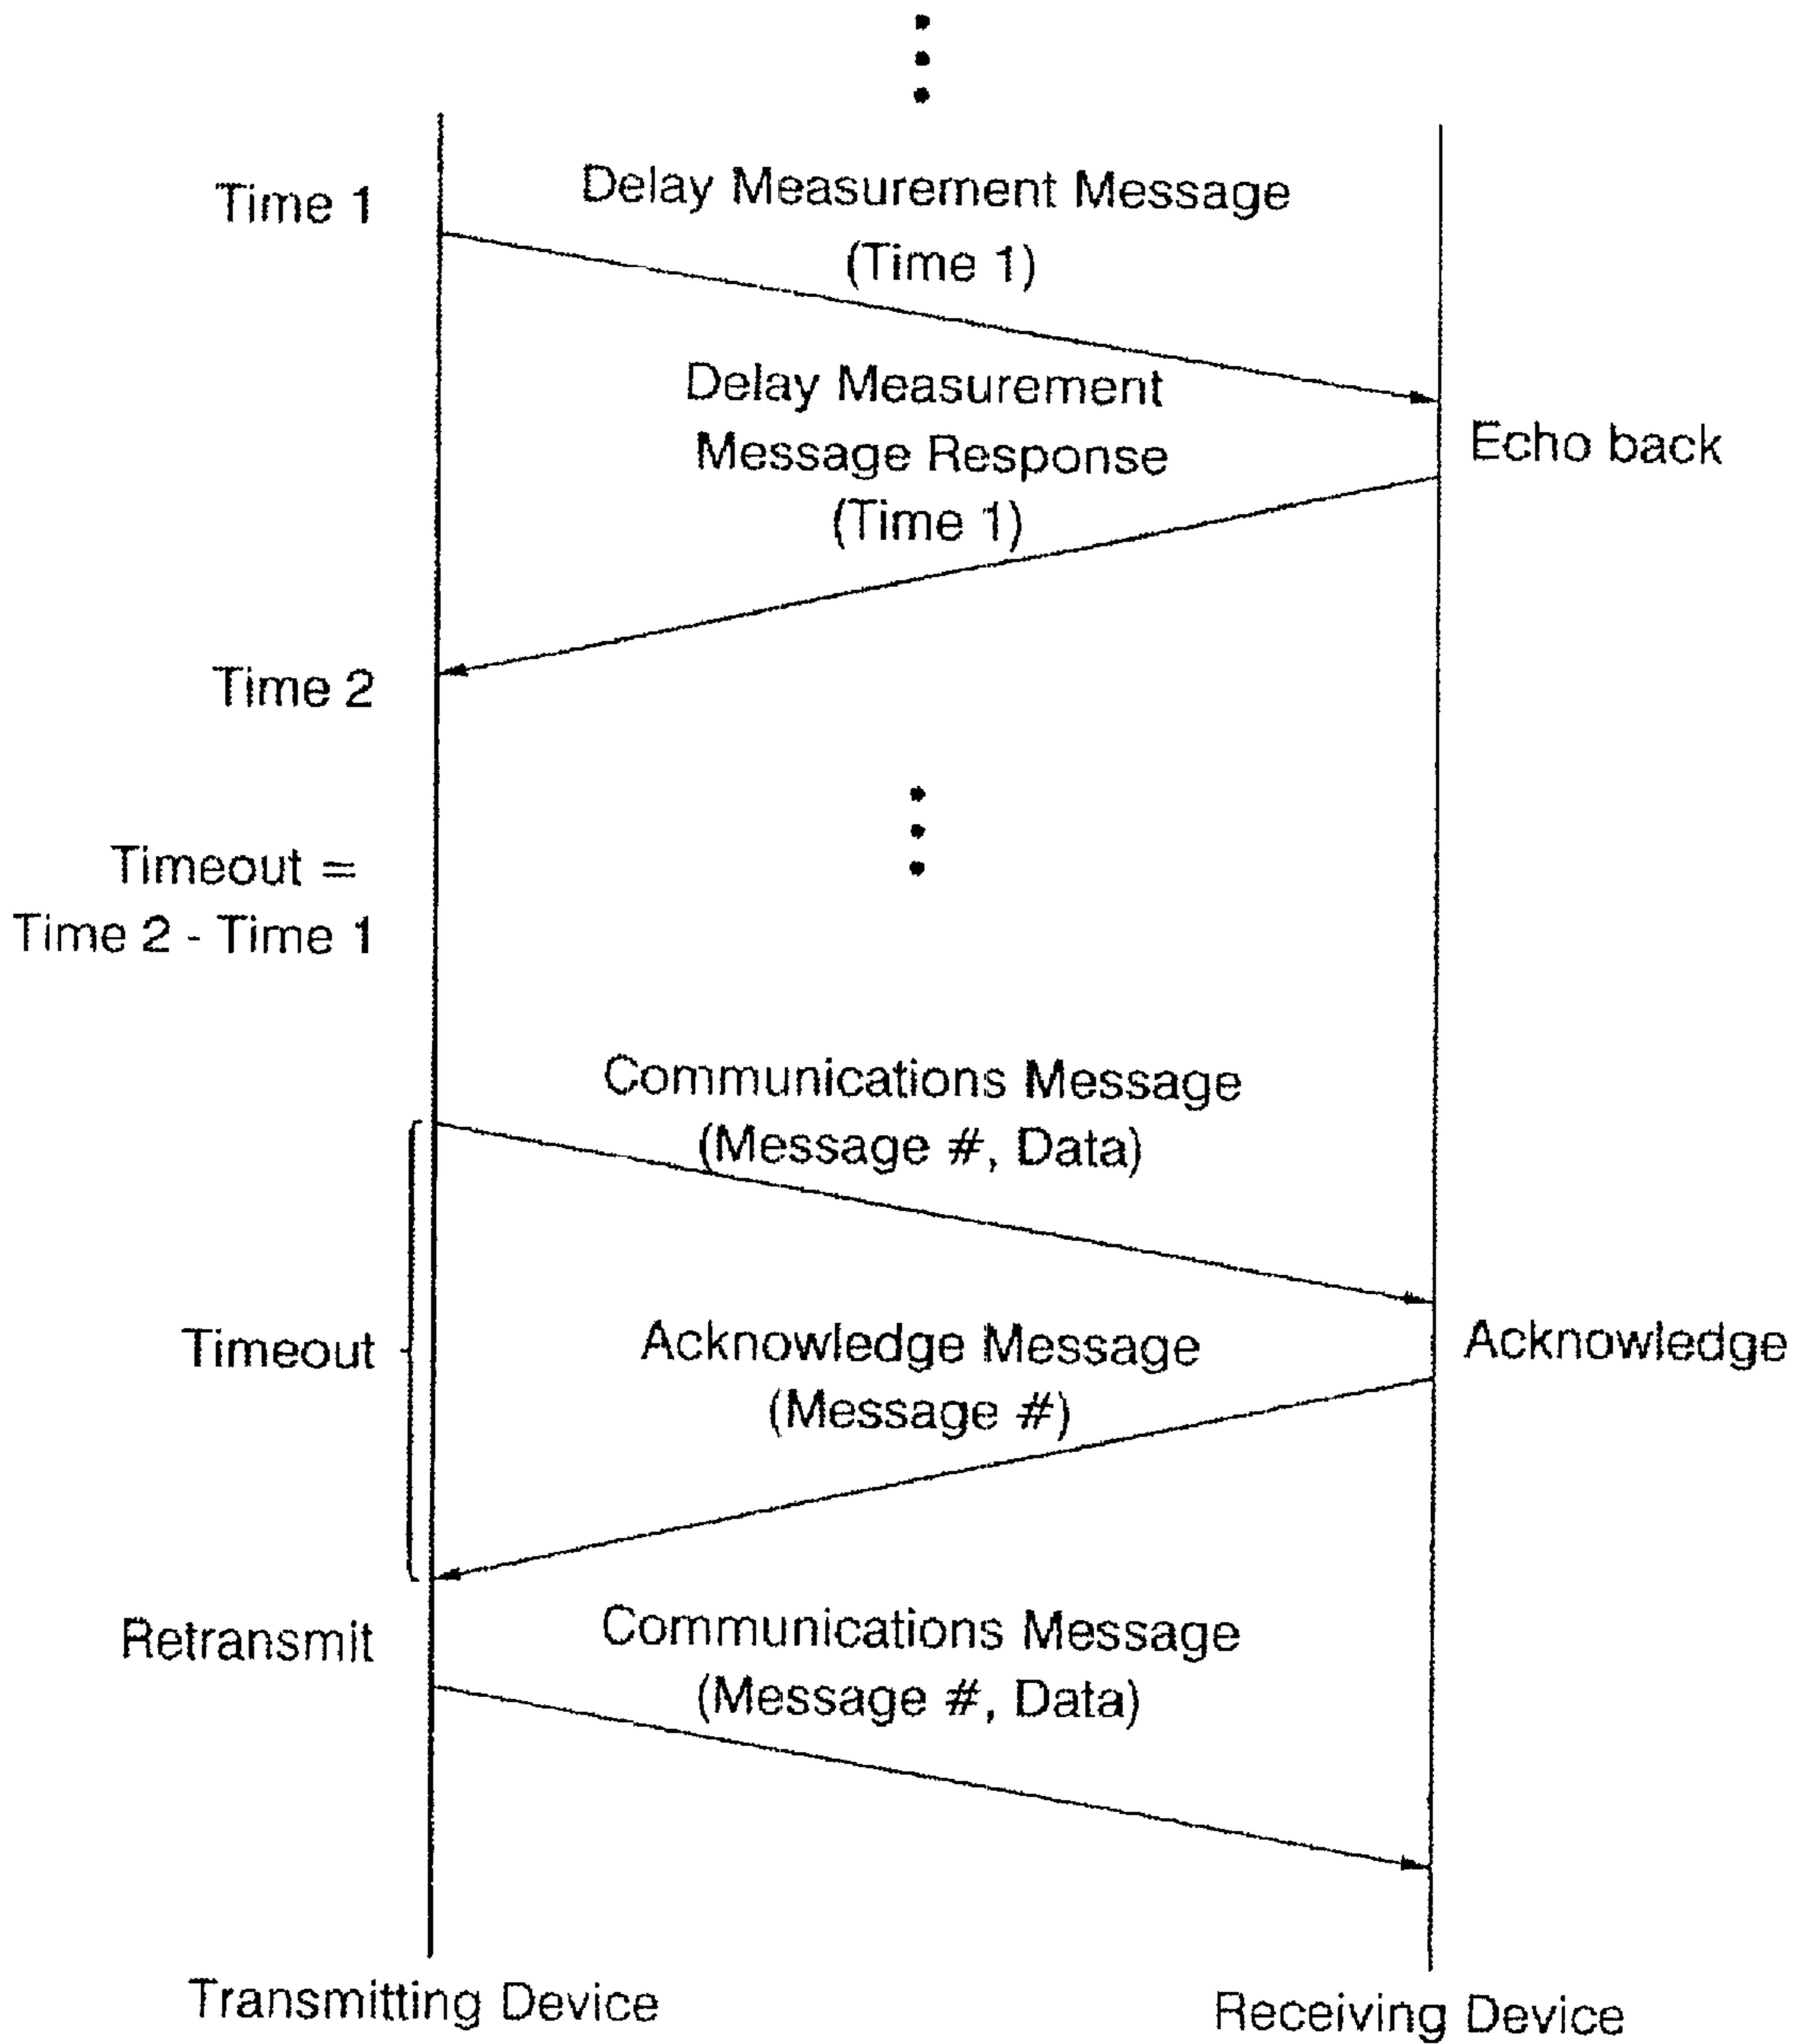 Time 1
Delay Measurement Message
(Time 1)
Delay Measurement
Message Response
(Time 1)
Echo back
Time 2
Timeout =
Time 2 - Time 1
Communications Message
(Message #, Data)
Timeout
Acknowledge Message
(Message #)
Acknowledge
Retransmit
Communications Message
(Message #, Data)
Transmitting Device
Receiving Device